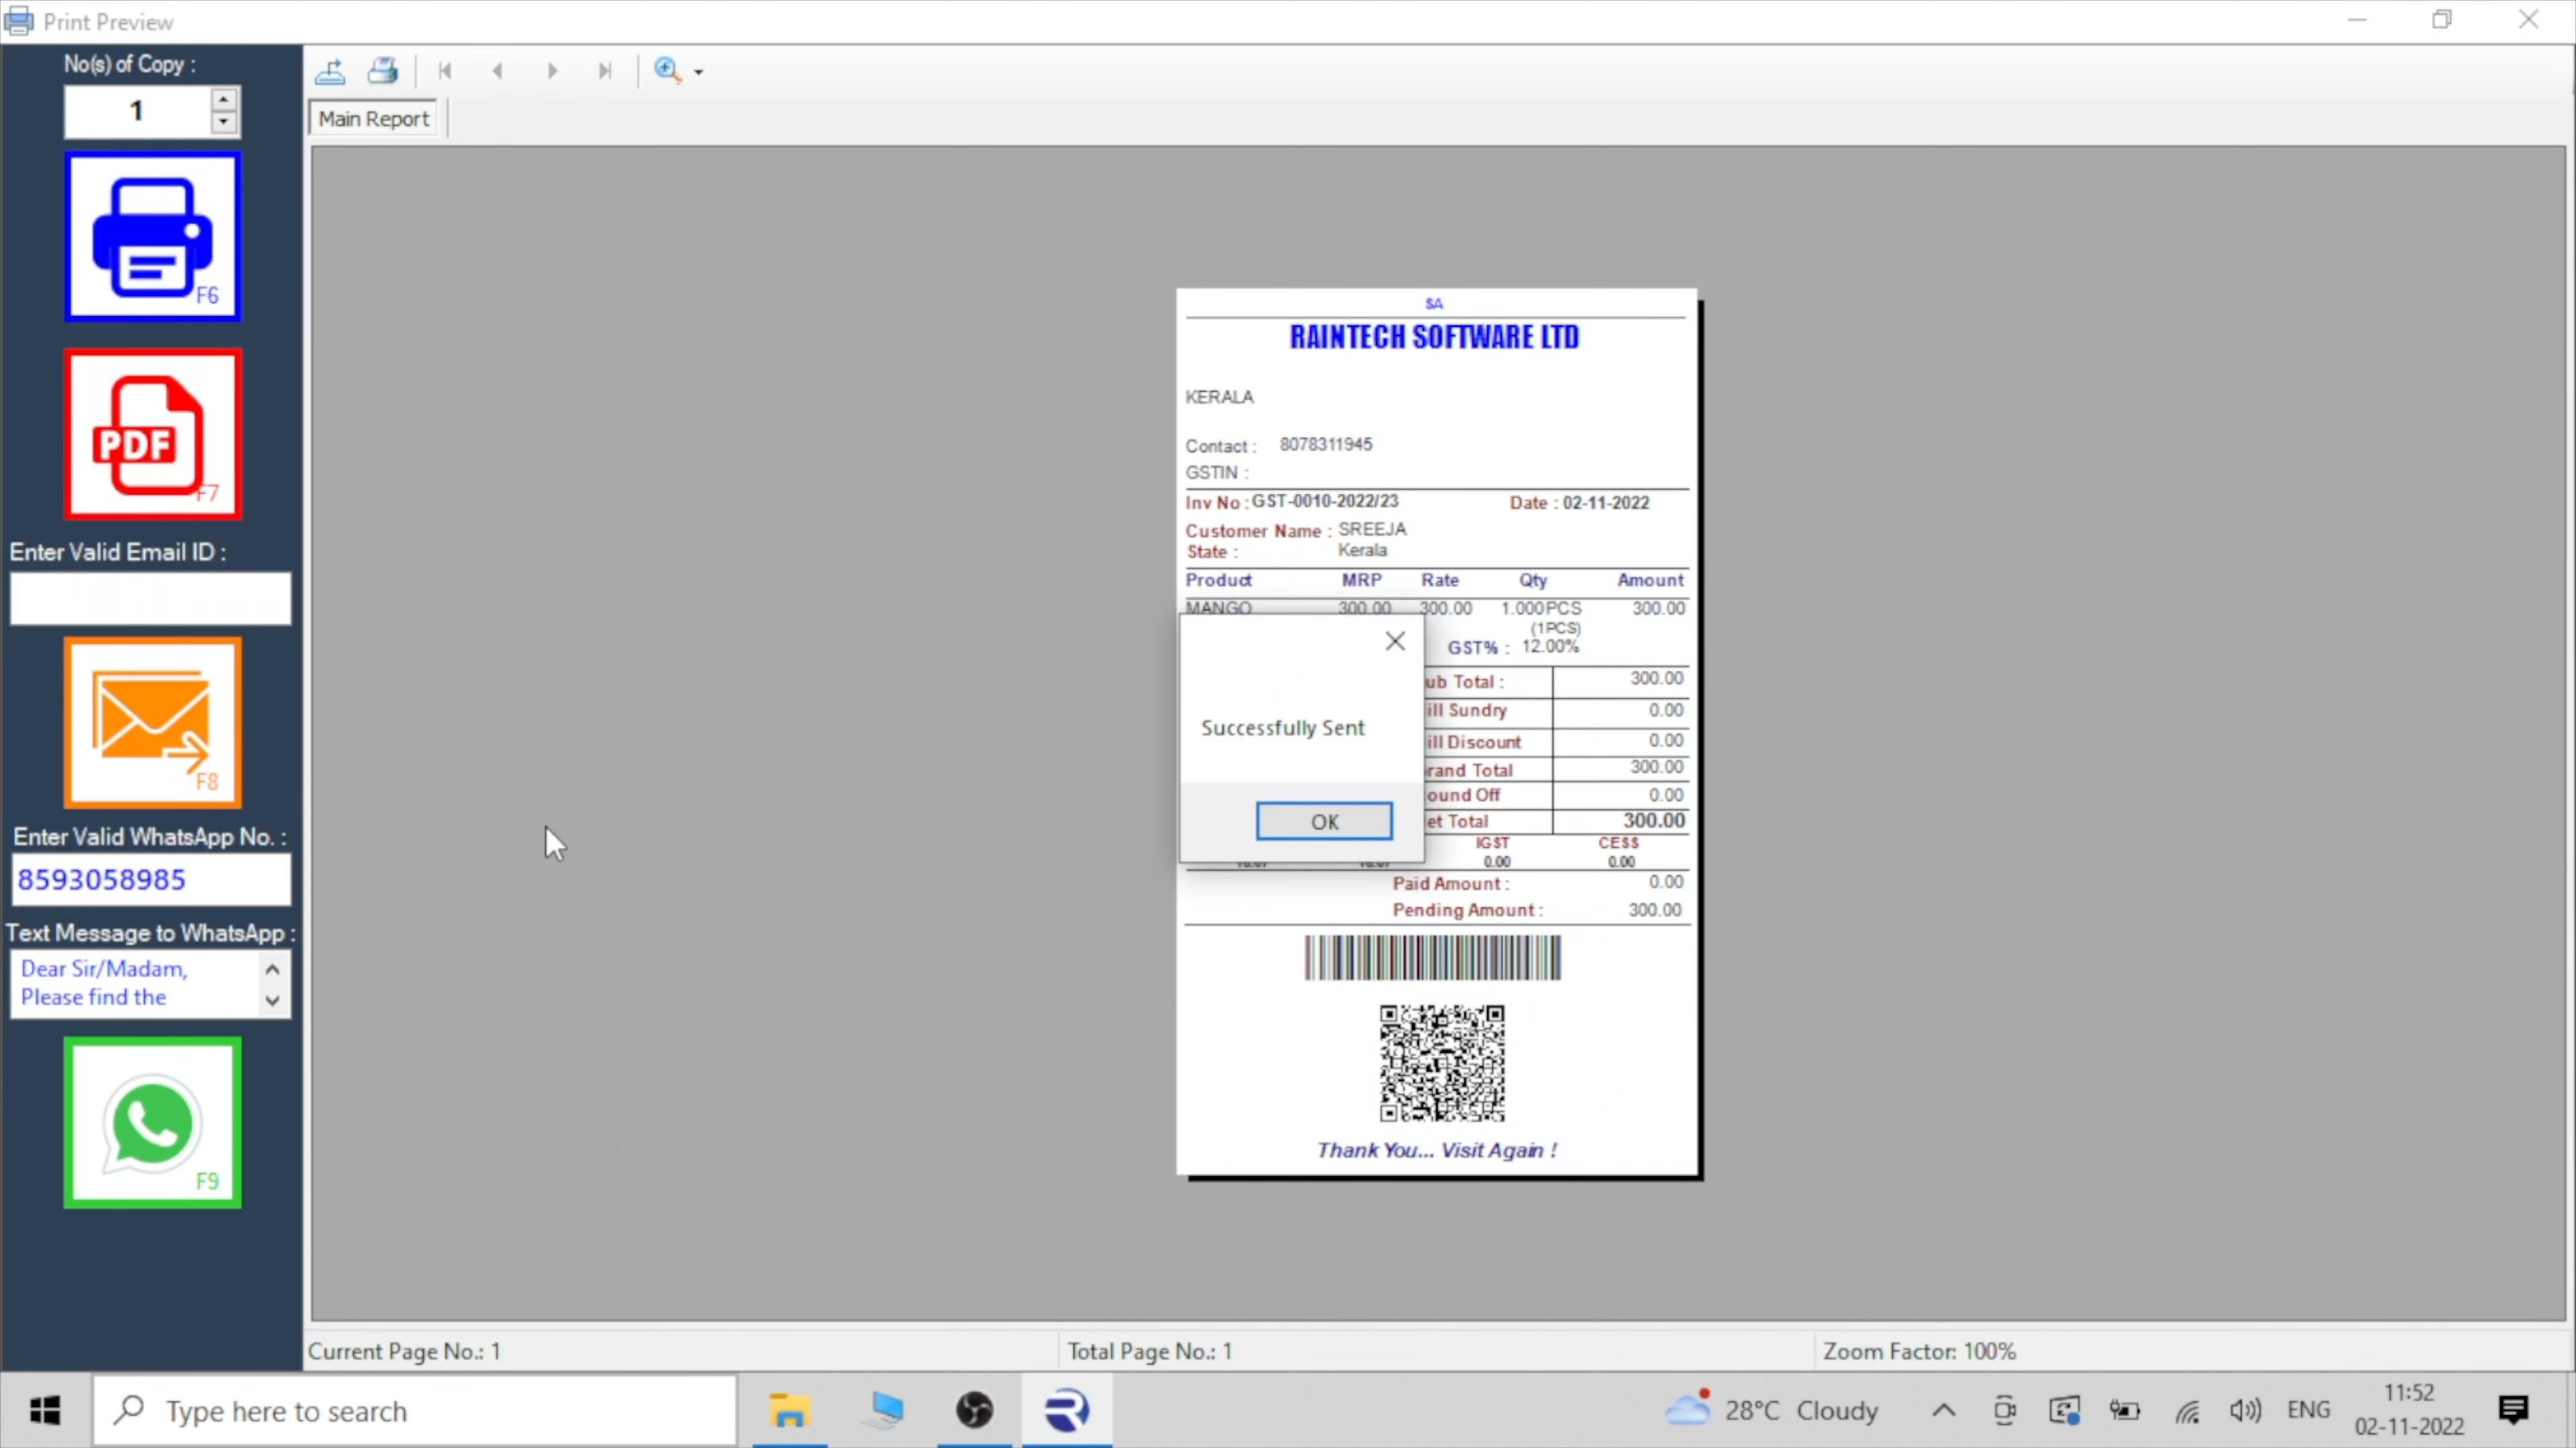 Print Preview
No(s) of Copy :
1
F6
PDF
F7
Enter Valid Email ID :
F8
Enter Valid WhatsApp No. :
8593058985
Text Message to WhatsApp :
Dear Sir/Madam,
Please find the
F9
Main Report
SA
RAINTECH SOFTWARE LTD
KERALA
Contact : 8078311945
GSTIN :
Inv No : GST-0010-2022/23 Date : 02-11-2022
Customer Name : SREEJA
State : Kerala
Product MRP Rate Qty Amount
MANGO 300.00 300.00 1.000 PCS 300.00
(1PCS)
GST% : 12.00%
ub Total : 300.00
ill Sundry 0.00
ill Discount 0.00
rand Total 300.00
ound Off 0.00
et Total 300.00
IGST CESS
0.00 0.00
Paid Amount : 0.00
Pending Amount : 300.00
Thank You... Visit Again !
Successfully Sent
OK
Current Page No.: 1 Total Page No.: 1 Zoom Factor: 100%
Type here to search
28°C Cloudy
ENG
11:52
02-11-2022